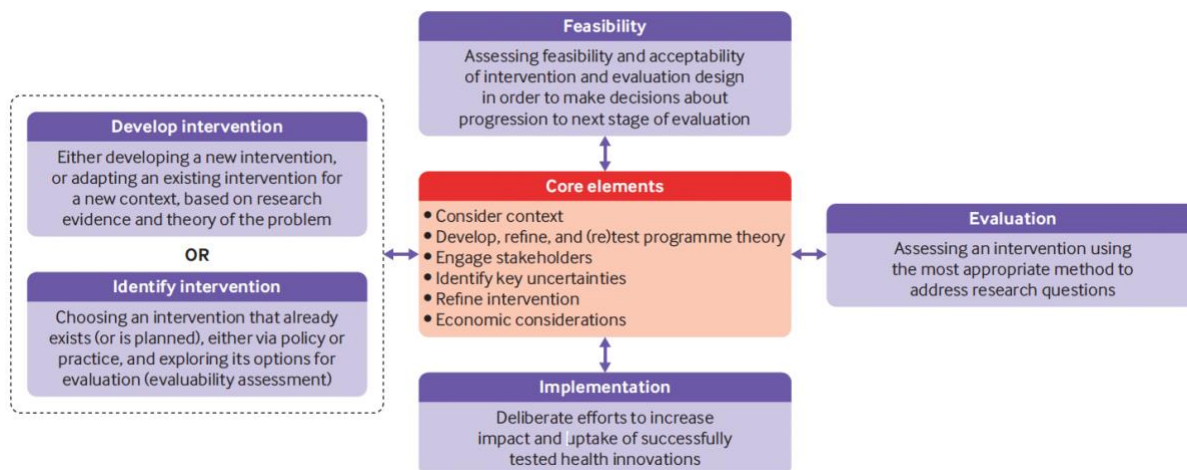 Feasibility
Assessing feasibility and acceptability
of intervention and evaluation design
in order to make decisions about
progression to next stage of evaluation
Develop intervention
Either developing a new intervention,
or adapting an existing intervention for
a new context, based on research
evidence and theory of the problem
OR
Identify intervention
Choosing an intervention that already
exists (or is planned), either via policy or
practice, and exploring its options for
evaluation (evaluability assessment)
Core elements
• Consider context
• Develop, refine, and (re)test programme theory
• Engage stakeholders
• Identify key uncertainties
• Refine intervention
• Economic considerations
Evaluation
Assessing an intervention using
the most appropriate method to
address research questions
Implementation
Deliberate efforts to increase
impact and uptake of successfully
tested health innovations